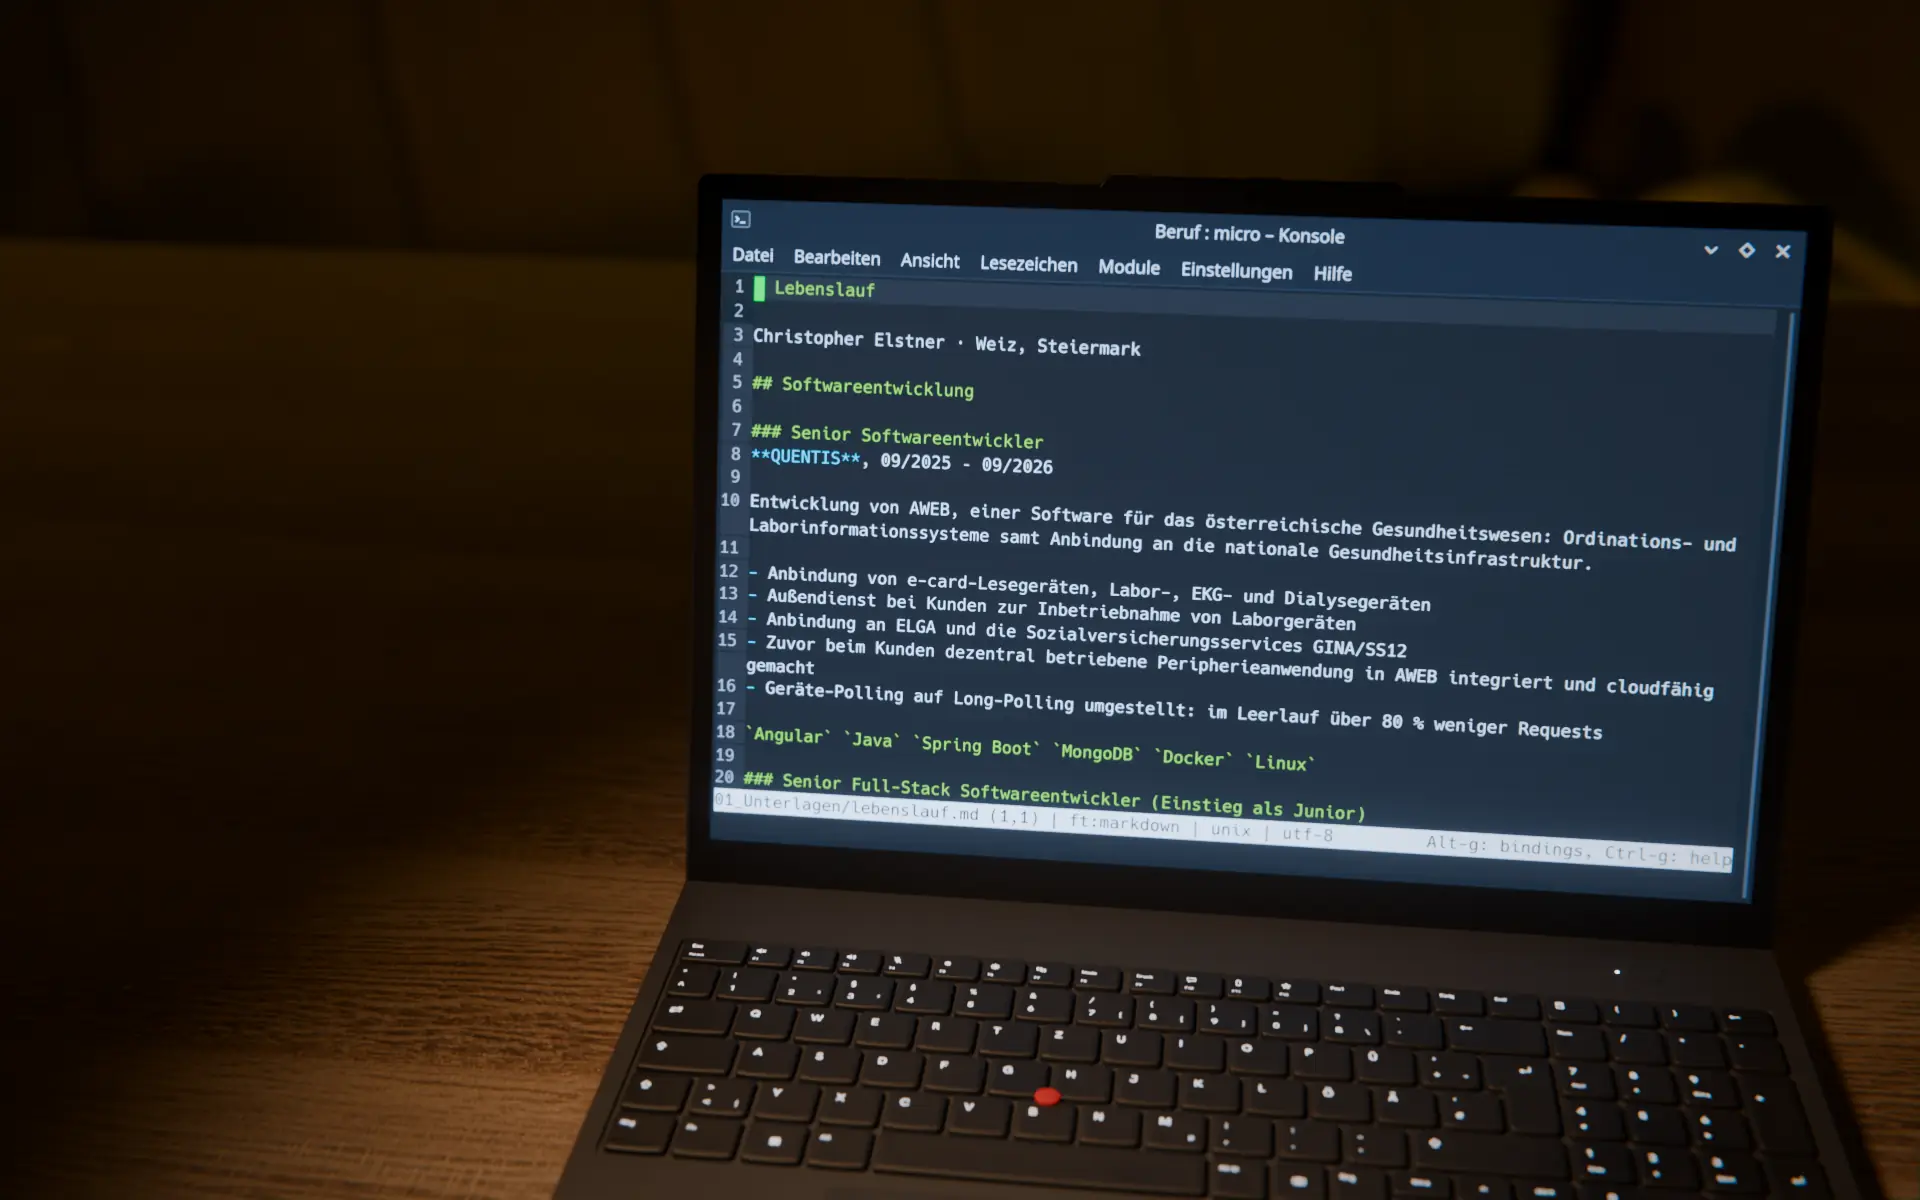 Beruf : micro – Konsole
Datei Bearbeiten Ansicht Lesezeichen Module Einstellungen Hilfe
1 Lebenslauf
2
3 Christopher Elstner · Weiz, Steiermark
4
5 ## Softwareentwicklung
6
7 ### Senior Softwareentwickler
8 **QUENTIS**, 09/2025 - 09/2026
9
10 Entwicklung von AWEB, einer Software für das österreichische Gesundheitswesen: Ordinations- und
Laborinformationssysteme samt Anbindung an die nationale Gesundheitsinfrastruktur.
11
12 - Anbindung von e-card-Lesegeräten, Labor-, EKG- und Dialysegeräten
13 - Außendienst bei Kunden zur Inbetriebnahme von Laborgeräten
14 - Anbindung an ELGA und die Sozialversicherungsservices GINA/SS12
15 - Zuvor beim Kunden dezentral betriebene Peripherieanwendung in AWEB integriert und cloudfähig
gemacht
16 - Geräte-Polling auf Long-Polling umgestellt: im Leerlauf über 80 % weniger Requests
17
18 `Angular` `Java` `Spring Boot` `MongoDB` `Docker` `Linux`
19
20 ### Senior Full-Stack Softwareentwickler (Einstieg als Junior)
01_Unterlagen/lebenslauf.md (1,1) | ft:markdown | unix | utf-8 Alt-g: bindings, Ctrl-g: help
Q W E R T Z U I O P Ü
A S D F G H J K L Ö Ä
Y X C V B N M